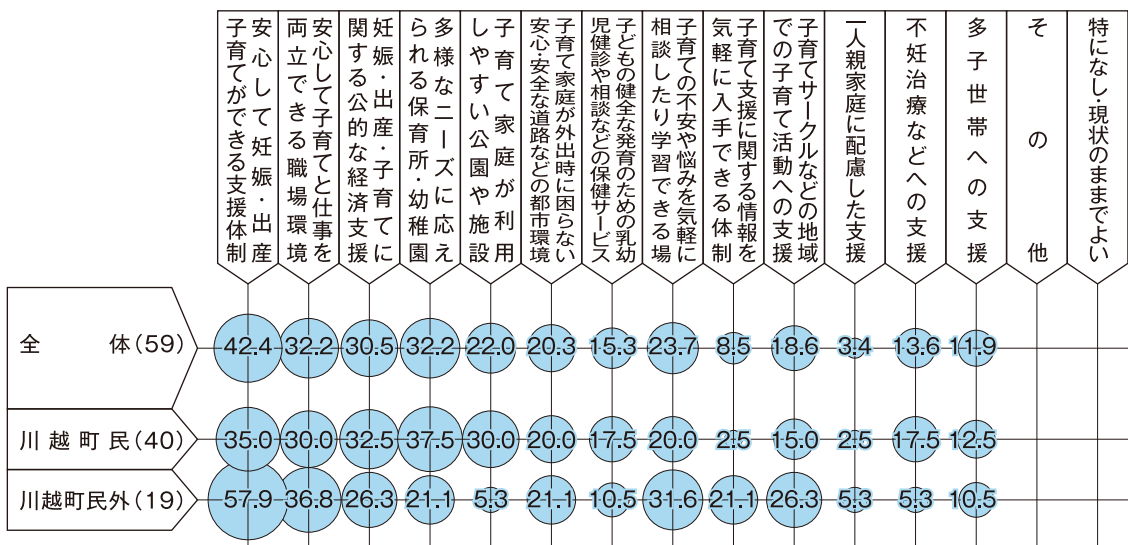 安心して妊娠・出産
子育てができる支援体制
安心して子育てと仕事を
両立できる職場環境
妊娠・出産・子育てに
関する公的な経済支援
多様なニーズに応え
られる保育所・幼稚園
子育て家庭が利用
しやすい公園や施設
子育て家庭が外出時に困らない
安心・安全な道路などの都市環境
子どもの健全な発育のための乳幼
児健診や相談などの保健サービス
子育ての不安や悩みを気軽に
相談したり学習できる場
子育て支援に関する情報を
気軽に入手できる体制
子育てサークルなどの地域
での子育て活動への支援
一人親家庭に配慮した支援
不妊治療などへの支援
多子世帯への支援
その他
特になし・現状のままでよい
全体(59) 42.4 32.2 30.5 32.2 22.0 20.3 15.3 23.7 8.5 18.6 3.4 13.6 11.9
川越町民(40) 35.0 30.0 32.5 37.5 30.0 20.0 17.5 20.0 2.5 15.0 2.5 17.5 12.5
川越町民外(19) 57.9 36.8 26.3 21.1 5.3 21.1 10.5 31.6 21.1 26.3 5.3 5.3 10.5